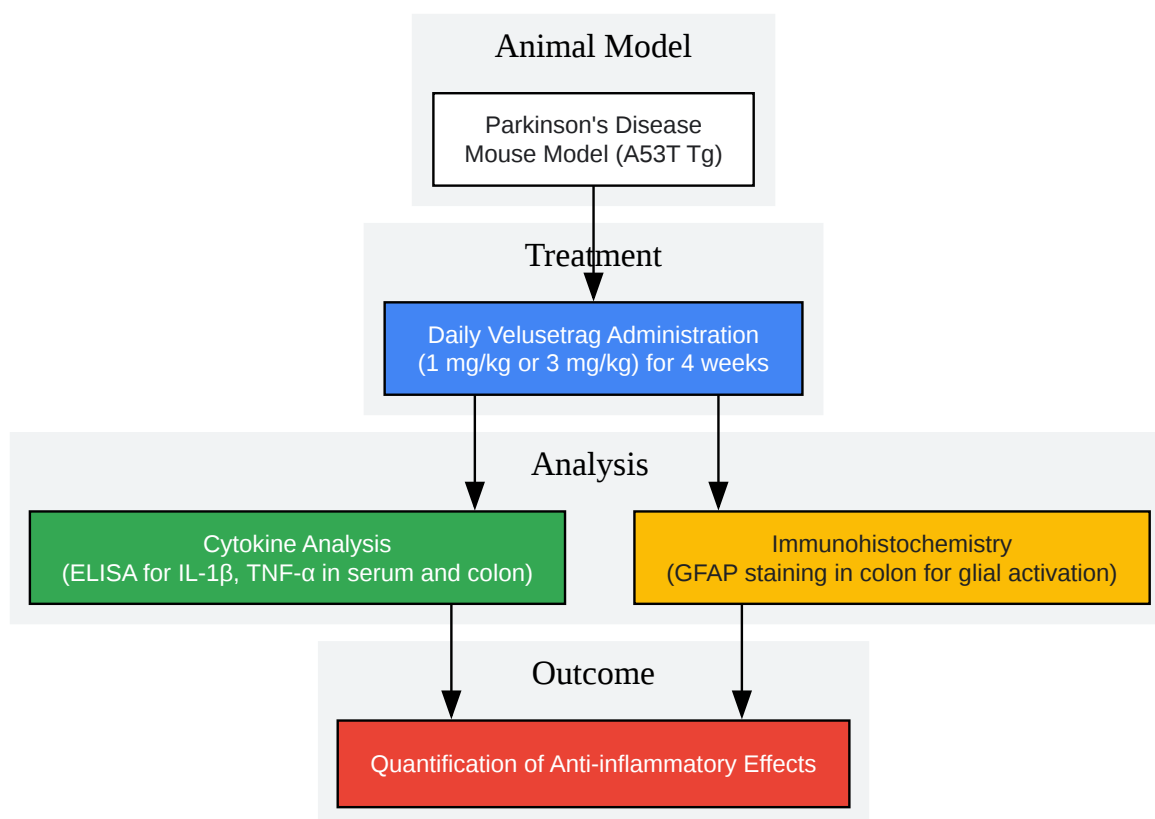 Animal Model
Parkinson's Disease
Mouse Model (A53T Tg)
Treatment
Daily Velusetrag Administration
(1 mg/kg or 3 mg/kg) for 4 weeks
Analysis
Cytokine Analysis
(ELISA for IL-1β, TNF-α in serum and colon)
Immunohistochemistry
(GFAP staining in colon for glial activation)
Outcome
Quantification of Anti-inflammatory Effects